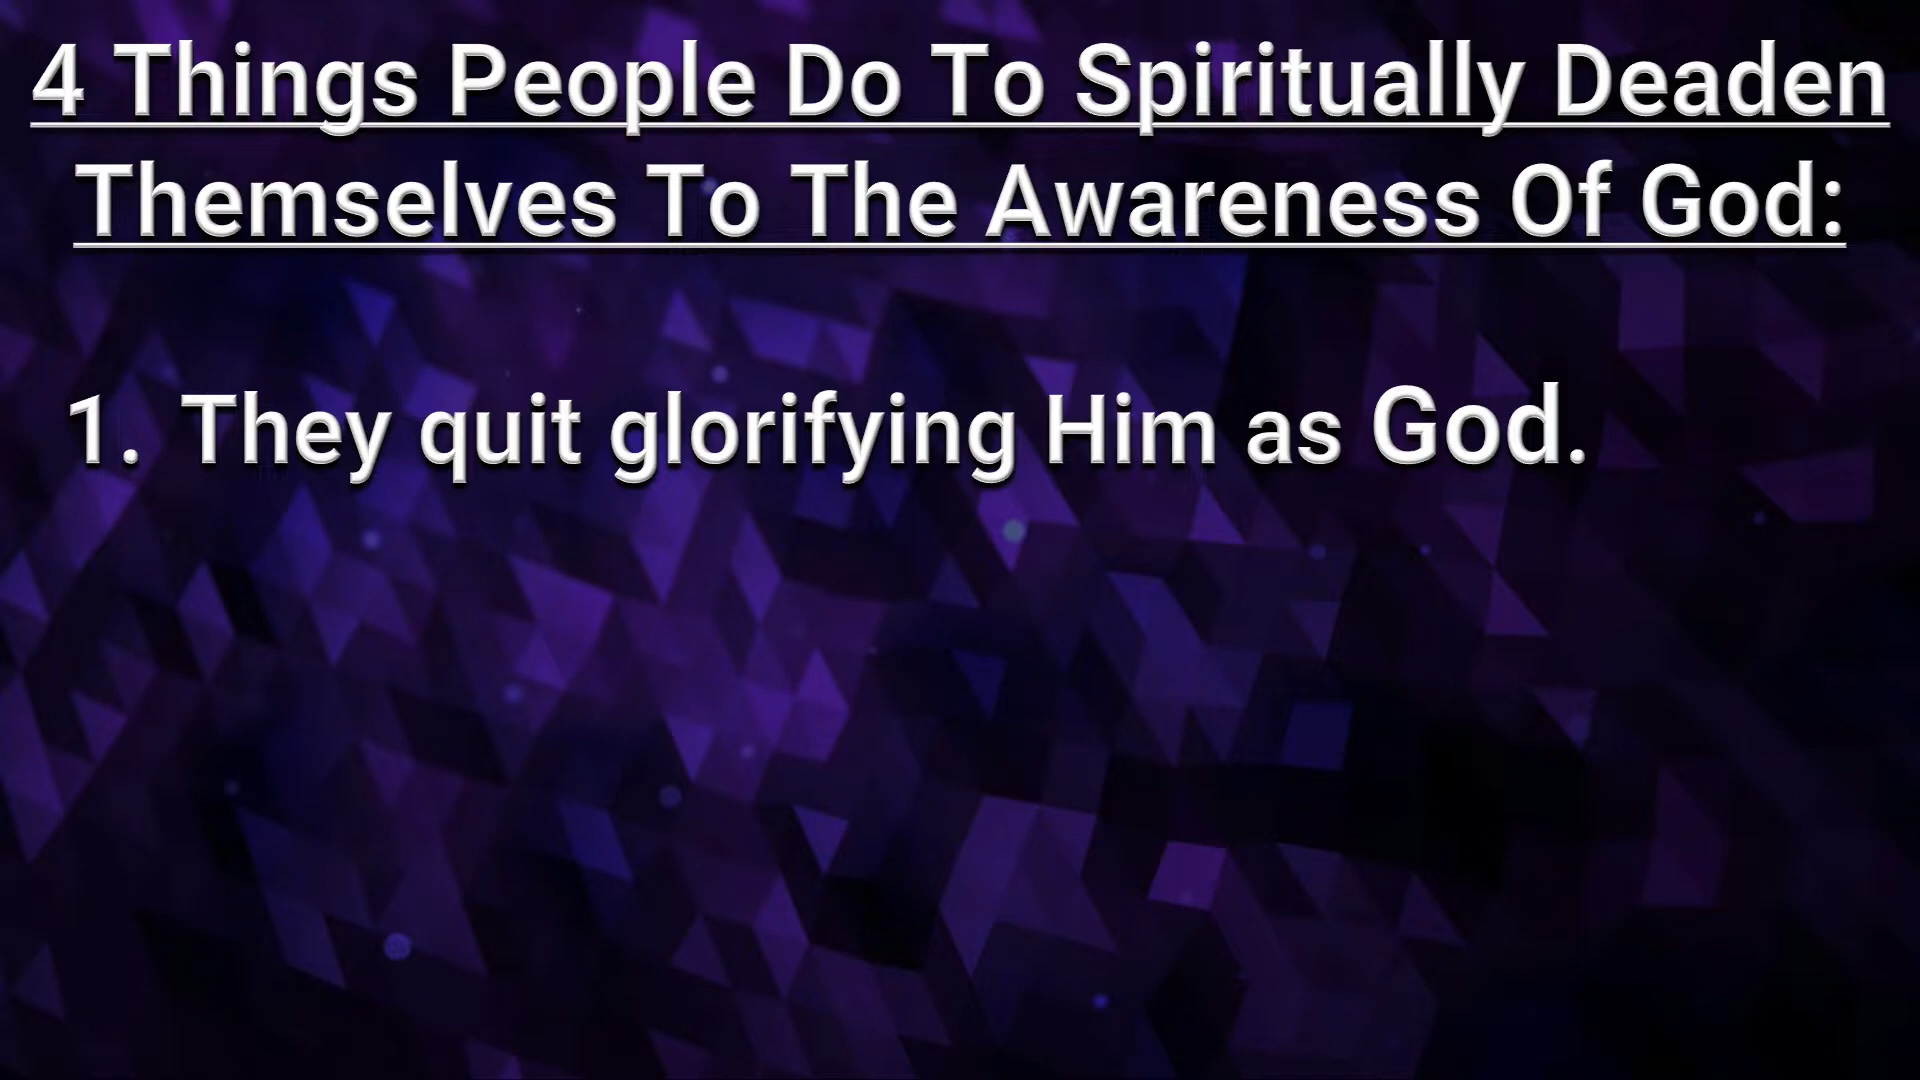 4 Things People Do To Spiritually Deaden
Themselves To The Awareness Of God:
1. They quit glorifying Him as God.